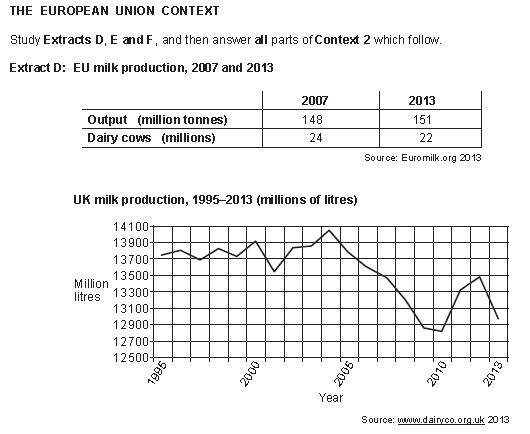 THE EUROPEAN UNION CONTEXT
Study Extracts D, E and F, and then answer all parts of Context 2 which follow.
Extract D: EU milk production, 2007 and 2013
2007 2013
Output (million tonnes) 148 151
Dairy cows (millions) 24 22
Source: Euromilk.org 2013
UK milk production, 1995–2013 (millions of litres)
14100
13900
13700
13500
13300
13100
12900
12700
12500
Million
litres
1995 2000 2005 2010 2013
Year
Source: www.dairyco.org.uk 2013